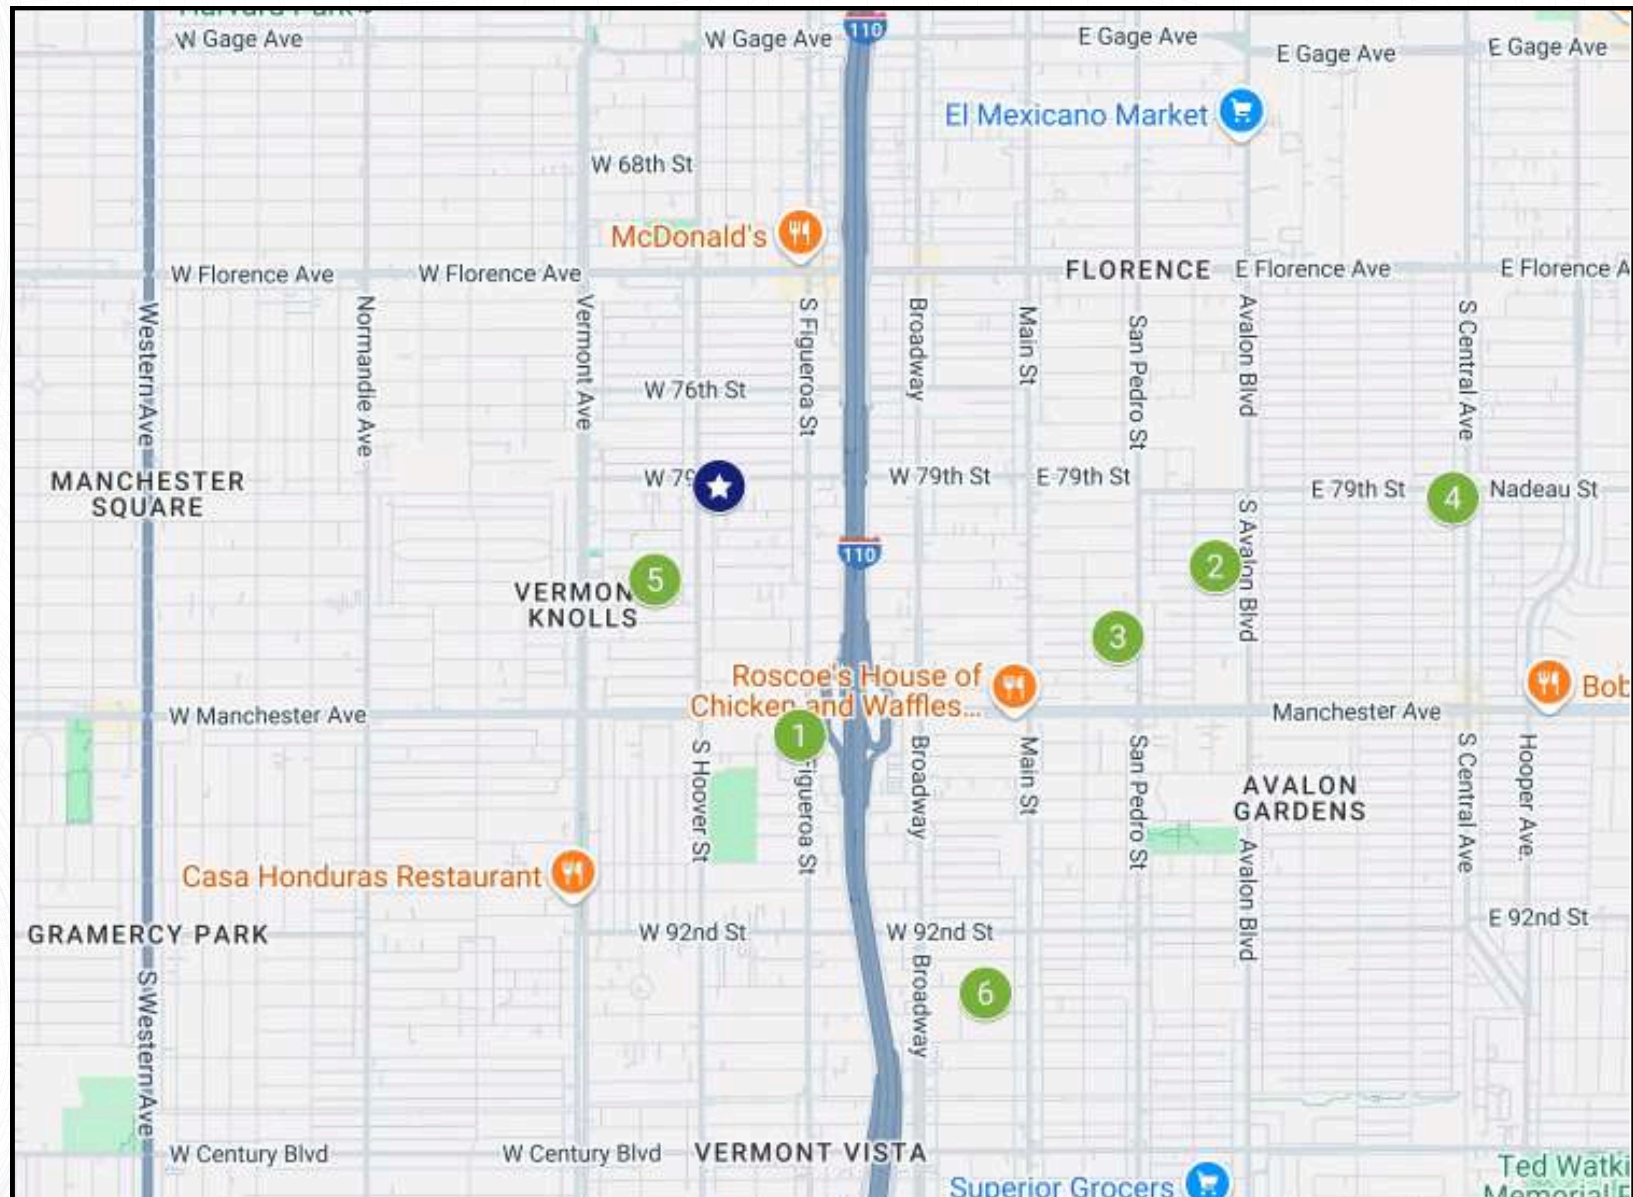 W Gage Ave
W Gage Ave
110
E Gage Ave
E Gage Ave
E Gage Ave
El Mexicano Market
W 68th St
McDonald's
W Florence Ave
W Florence Ave
FLORENCE
E Florence Ave
E Florence A
Western Ave
Normandie Ave
Vermont Ave
S Figueroa St
Broadway
Main St
San Pedro St
Avalon Blvd
S Central Ave
W 76th St
MANCHESTER
SQUARE
W 79
W 79th St
E 79th St
E 79th St
4
Nadeau St
S Avalon Blvd
110
2
5
VERMON
KNOLLS
3
Roscoe's House of
Chicken and Waffles...
Bob
W Manchester Ave
1
Manchester Ave
S Hoover St
Figueroa St
Broadway
Main St
San Pedro St
AVALON
GARDENS
S Central Ave
Hooper Ave.
Casa Honduras Restaurant
Avalon Blvd
GRAMERCY PARK
W 92nd St
W 92nd St
E 92nd St
S Western Ave
Broadway
6
W Century Blvd
W Century Blvd
VERMONT VISTA
Superior Grocers
Ted Watki